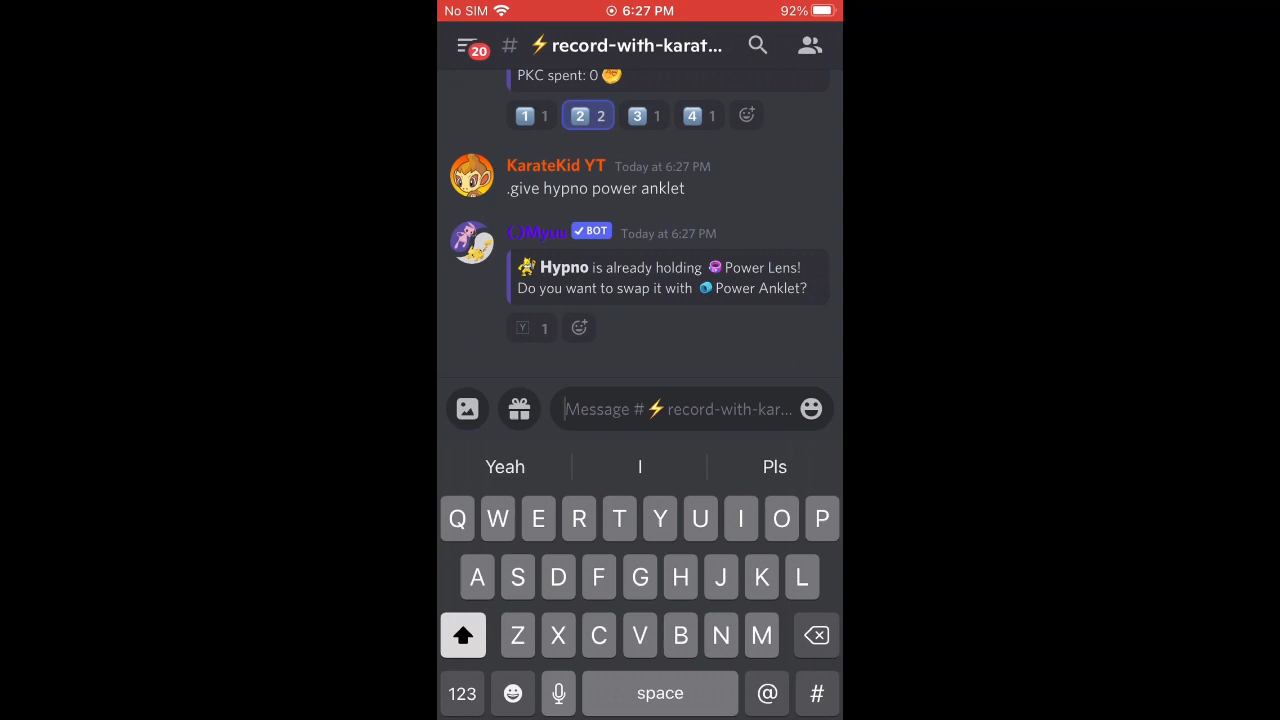 No SIM 6:27 PM 92%
20 # ⚡record-with-karat...
PKC spent: 0
1 1 2 2 3 1 4 1
KarateKid YT Today at 6:27 PM
.give hypno power anklet
Myuu ✓ BOT Today at 6:27 PM
Hypno is already holding Power Lens!
Do you want to swap it with Power Anklet?
Y 1
Message #⚡record-with-kar...
Yeah I Pls
Q W E R T Y U I O P
A S D F G H J K L
Z X C V B N M
123 space @ #